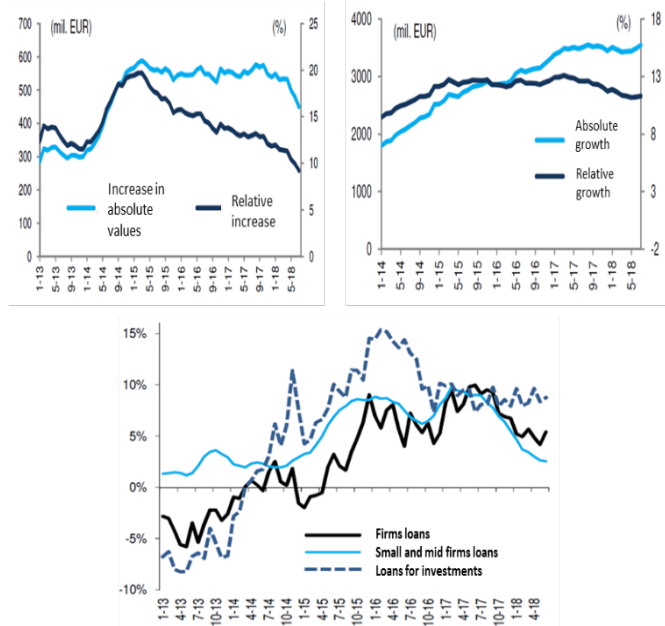 (mil. EUR) (%)
700
600
500
400
300
200
100
0
25
20
15
10
5
0
Increase in
absolute
values
Relative
increase
1-13 5-13 9-13 1-14 5-14 9-14 1-15 5-15 9-15 1-16 5-16 9-16 1-17 5-17 9-17 1-18 5-18
(mil. EUR) (%)
4000
3000
2000
1000
0
18
13
8
3
-2
Absolute
growth
Relative
growth
1-14 5-14 9-14 1-15 5-15 9-15 1-16 5-16 9-16 1-17 5-17 9-17 1-18 5-18
15%
10%
5%
0%
-5%
-10%
Firms loans
Small and mid firms loans
Loans for investments
1-13 4-13 7-13 10-13 1-14 4-14 7-14 10-14 1-15 4-15 7-15 10-15 1-16 4-16 7-16 10-16 1-17 4-17 7-17 10-17 1-18 4-18